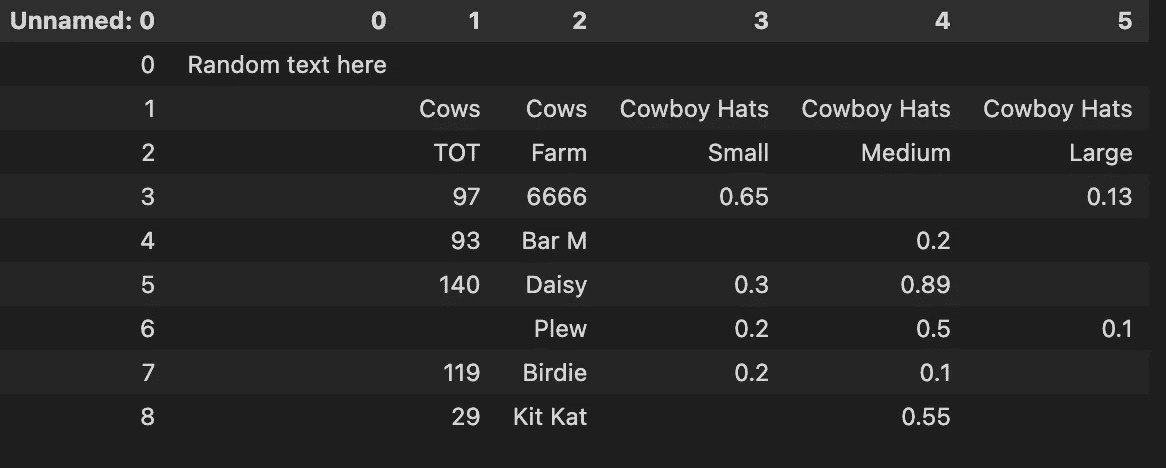 Unnamed: 0 0 1 2 3 4 5
0 Random text here
1 Cows Cows Cowboy Hats Cowboy Hats Cowboy Hats
2 TOT Farm Small Medium Large
3 97 6666 0.65 0.13
4 93 Bar M 0.2
5 140 Daisy 0.3 0.89
6 Plew 0.2 0.5 0.1
7 119 Birdie 0.2 0.1
8 29 Kit Kat 0.55